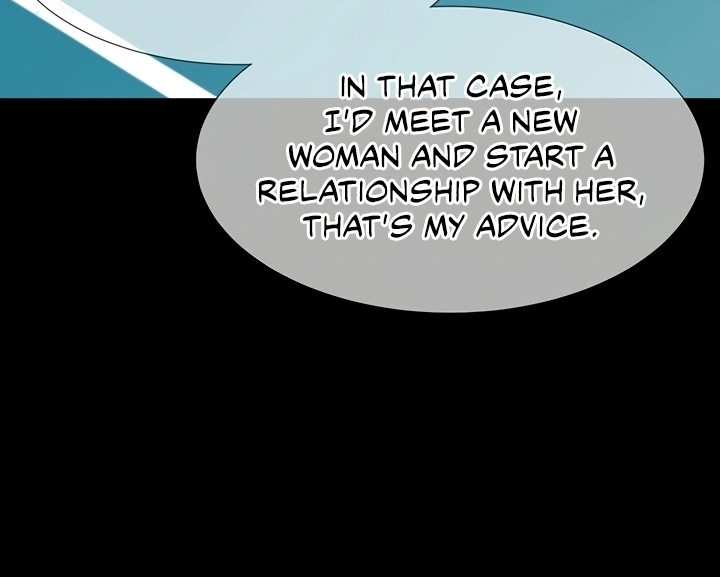 IN THAT CASE,
I'D MEET A NEW
WOMAN AND START A
RELATIONSHIP WITH HER,
THAT'S MY ADVICE.